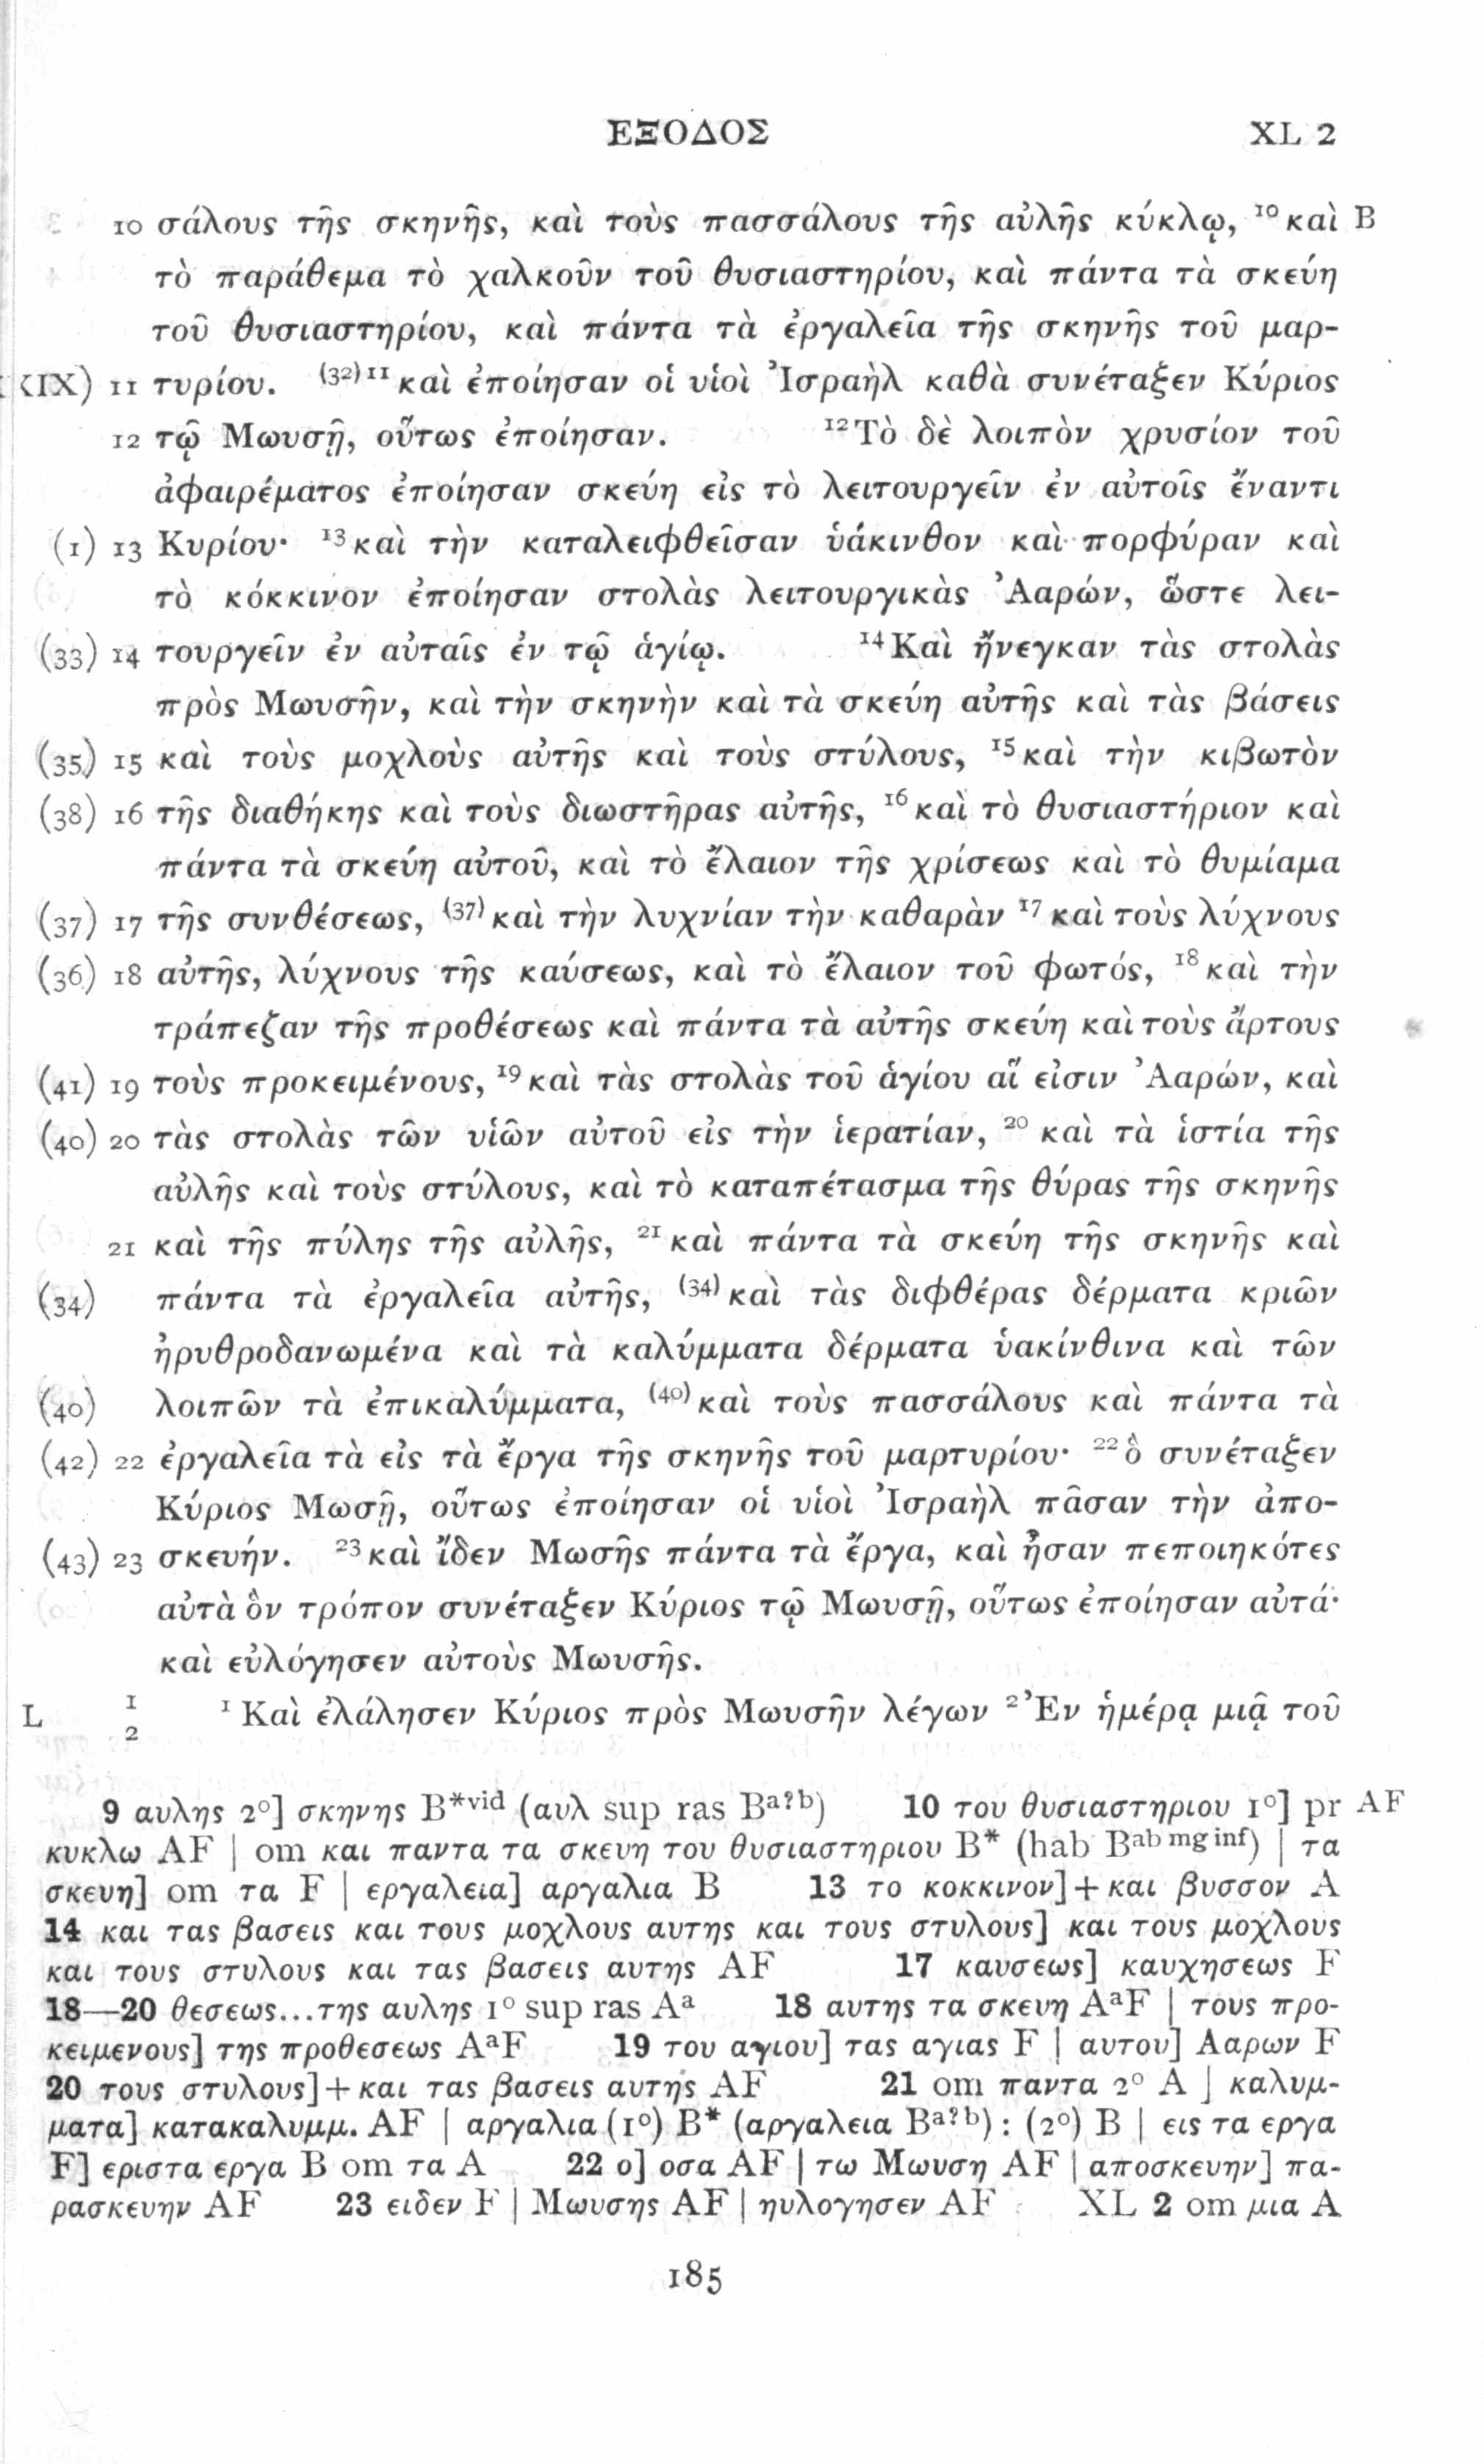 ΕΞΟΔΟΣ XL 2
10 σάλους τῆς σκηνῆς, καὶ τοὺς πασσάλους τῆς αὐλῆς κύκλῳ, ¹⁰καὶ B
τὸ παράθεμα τὸ χαλκοῦν τοῦ θυσιαστηρίου, καὶ πάντα τὰ σκεύη
τοῦ θυσιαστηρίου, καὶ πάντα τὰ ἐργαλεῖα τῆς σκηνῆς τοῦ μαρ-
XIX) 11 τυρίου. ⁽³²⁾¹¹καὶ ἐποίησαν οἱ υἱοὶ Ἰσραὴλ καθὰ συνέταξεν Κύριος
12 τῷ Μωυσῇ, οὕτως ἐποίησαν. ¹²Τὸ δὲ λοιπὸν χρυσίον τοῦ
ἀφαιρέματος ἐποίησαν σκεύη εἰς τὸ λειτουργεῖν ἐν αὐτοῖς ἔναντι
(1) 13 Κυρίου· ¹³καὶ τὴν καταλειφθεῖσαν ὑάκινθον καὶ πορφύραν καὶ
τὸ κόκκινον ἐποίησαν στολὰς λειτουργικὰς Ἀαρών, ὥστε λει-
(33) 14 τουργεῖν ἐν αὐταῖς ἐν τῷ ἁγίῳ. ¹⁴Καὶ ἤνεγκαν τὰς στολὰς
πρὸς Μωυσῆν, καὶ τὴν σκηνὴν καὶ τὰ σκεύη αὐτῆς καὶ τὰς βάσεις
(35) 15 καὶ τοὺς μοχλοὺς αὐτῆς καὶ τοὺς στύλους, ¹⁵καὶ τὴν κιβωτὸν
(38) 16 τῆς διαθήκης καὶ τοὺς διωστῆρας αὐτῆς, ¹⁶καὶ τὸ θυσιαστήριον καὶ
πάντα τὰ σκεύη αὐτοῦ, καὶ τὸ ἔλαιον τῆς χρίσεως καὶ τὸ θυμίαμα
(37) 17 τῆς συνθέσεως, ⁽³⁷⁾καὶ τὴν λυχνίαν τὴν καθαρὰν ¹⁷καὶ τοὺς λύχνους
(36) 18 αὐτῆς, λύχνους τῆς καύσεως, καὶ τὸ ἔλαιον τοῦ φωτός, ¹⁸καὶ τὴν
τράπεζαν τῆς προθέσεως καὶ πάντα τὰ αὐτῆς σκεύη καὶ τοὺς ἄρτους
(41) 19 τοὺς προκειμένους, ¹⁹καὶ τὰς στολὰς τοῦ ἁγίου αἵ εἰσιν Ἀαρών, καὶ
(40) 20 τὰς στολὰς τῶν υἱῶν αὐτοῦ εἰς τὴν ἱερατίαν, ²⁰καὶ τὰ ἱστία τῆς
αὐλῆς καὶ τοὺς στύλους, καὶ τὸ καταπέτασμα τῆς θύρας τῆς σκηνῆς
21 καὶ τῆς πύλης τῆς αὐλῆς, ²¹καὶ πάντα τὰ σκεύη τῆς σκηνῆς καὶ
(34) πάντα τὰ ἐργαλεῖα αὐτῆς, ⁽³⁴⁾καὶ τὰς διφθέρας δέρματα κριῶν
ἠρυθροδανωμένα καὶ τὰ καλύμματα δέρματα ὑακίνθινα καὶ τῶν
(40) λοιπῶν τὰ ἐπικαλύμματα, ⁽⁴⁰⁾καὶ τοὺς πασσάλους καὶ πάντα τὰ
(42) 22 ἐργαλεῖα τὰ εἰς τὰ ἔργα τῆς σκηνῆς τοῦ μαρτυρίου· ²²ὃ συνέταξεν
Κύριος Μωσῇ, οὕτως ἐποίησαν οἱ υἱοὶ Ἰσραὴλ πᾶσαν τὴν ἀπο-
(43) 23 σκευήν. ²³καὶ ἴδεν Μωσῆς πάντα τὰ ἔργα, καὶ ἦσαν πεποιηκότες
αὐτὰ ὃν τρόπον συνέταξεν Κύριος τῷ Μωυσῇ, οὕτως ἐποίησαν αὐτά·
καὶ εὐλόγησεν αὐτοὺς Μωυσῆς.
L 1 2 ¹Καὶ ἐλάλησεν Κύριος πρὸς Μωυσῆν λέγων ²Ἐν ἡμέρᾳ μιᾷ τοῦ
9 αυλης 2°] σκηνης B*ᵛⁱᵈ (αυλ sup ras Bᵃ?ᵇ) 10 του θυσιαστηριου 1°] pr AF
κυκλω AF | om και παντα τα σκευη του θυσιαστηριου B* (hab Bᵃᵇ ᵐᵍ ⁱⁿᶠ) | τα
σκευη] om τα F | εργαλεια] αργαλια B 13 το κοκκινον]+και βυσσον A
14 και τας βασεις και τους μοχλους αυτης και τους στυλους] και τους μοχλους
και τους στυλους και τας βασεις αυτης AF 17 καυσεως] καυχησεως F
18—20 θεσεως...της αυλης 1° sup ras Aᵃ 18 αυτης τα σκευη AᵃF | τους προ-
κειμενους] της προθεσεως AᵃF 19 του αγιου] τας αγιας F | αυτου] Ααρων F
20 τους στυλους]+και τας βασεις αυτης AF 21 om παντα 2° A | καλυμ-
ματα] κατακαλυμμ. AF | αργαλια (1°) B* (αργαλεια Bᵃ?ᵇ) : (2°) B | εις τα εργα
F] εριστα εργα B om τα A 22 ο] οσα AF | τω Μωυση AF | αποσκευην] πα-
ρασκευην AF 23 ειδεν F | Μωυσης AF | ηυλογησεν AF XL 2 om μια A
185